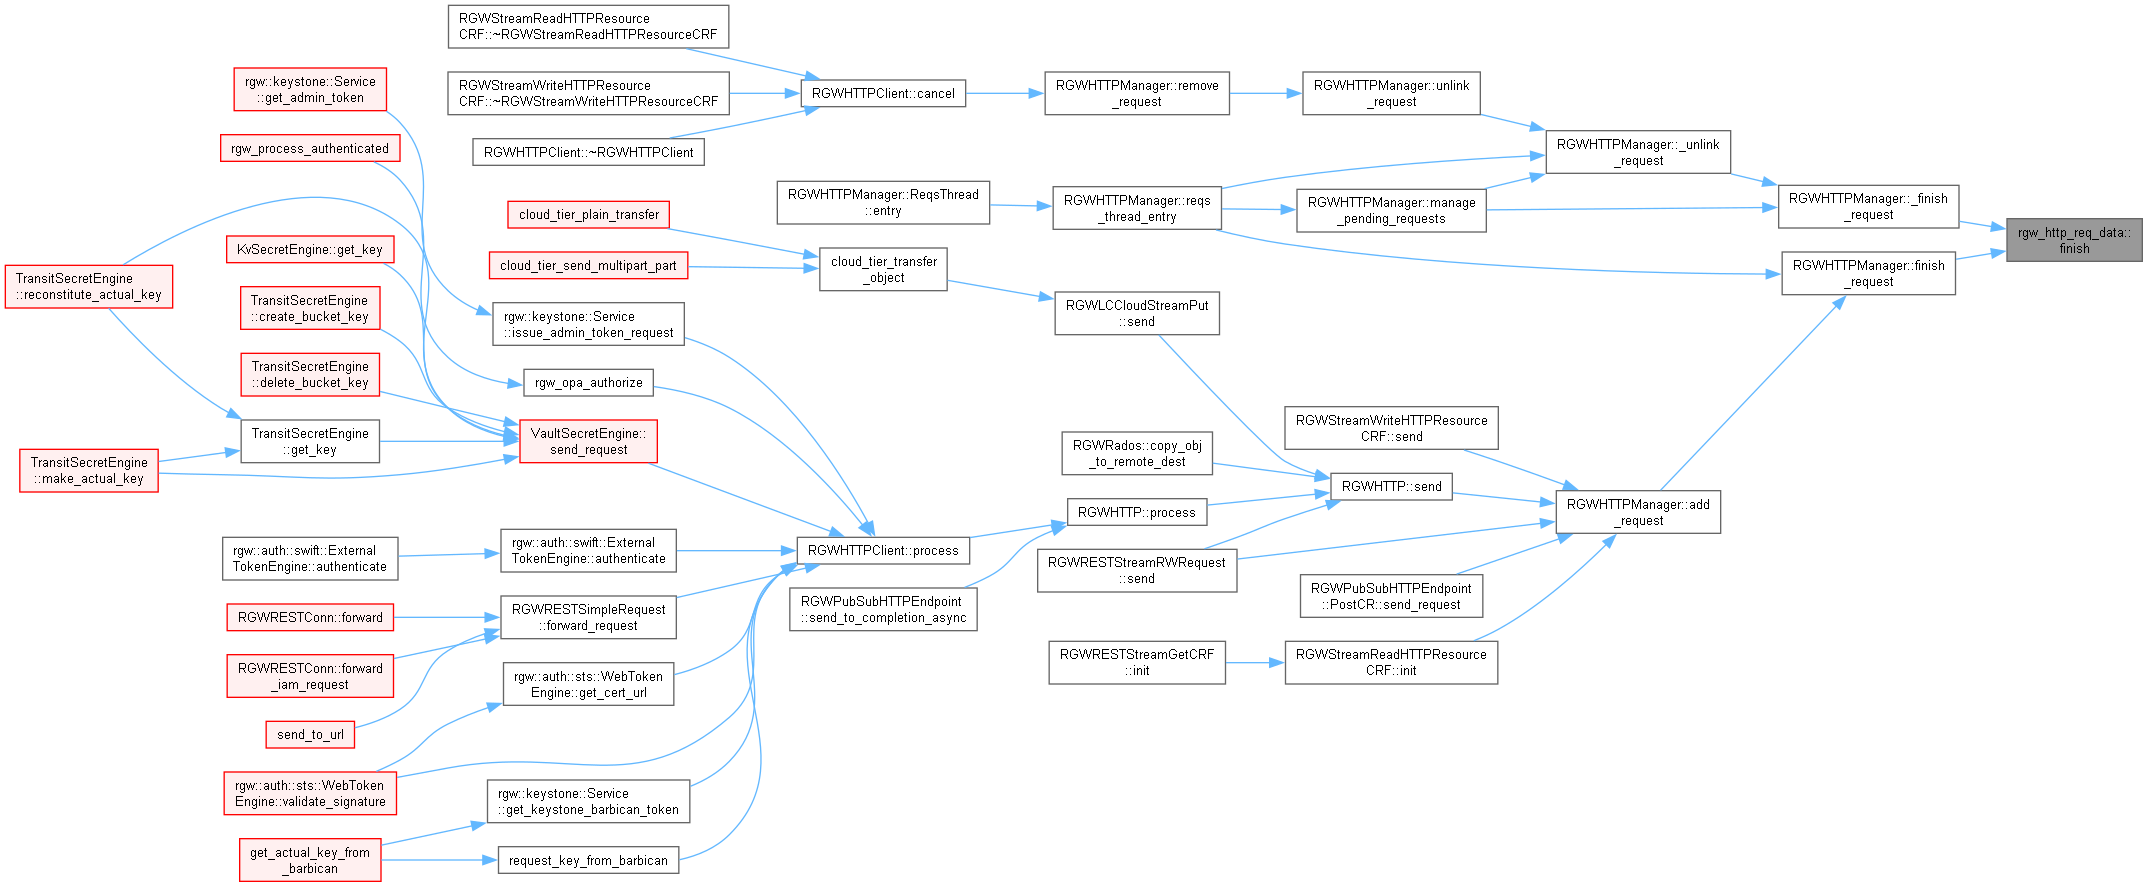 RGWStreamReadHTTPResource
CRF::~RGWStreamReadHTTPResourceCRF
rgw::keystone::Service
::get_admin_token
RGWStreamWriteHTTPResource
CRF::~RGWStreamWriteHTTPResourceCRF
RGWHTTPClient::cancel
RGWHTTPManager::remove
_request
RGWHTTPManager::unlink
_request
rgw_process_authenticated
RGWHTTPClient::~RGWHTTPClient
RGWHTTPManager::_unlink
_request
cloud_tier_plain_transfer
RGWHTTPManager::ReqsThread
::entry
RGWHTTPManager::reqs
_thread_entry
RGWHTTPManager::manage
_pending_requests
RGWHTTPManager::_finish
_request
rgw_http_req_data::
finish
KvSecretEngine::get_key
cloud_tier_send_multipart_part
cloud_tier_transfer
_object
RGWHTTPManager::finish
_request
TransitSecretEngine
::reconstitute_actual_key
TransitSecretEngine
::create_bucket_key
rgw::keystone::Service
::issue_admin_token_request
RGWLCCloudStreamPut
::send
TransitSecretEngine
::delete_bucket_key
rgw_opa_authorize
TransitSecretEngine
::get_key
VaultSecretEngine::
send_request
RGWStreamWriteHTTPResource
CRF::send
TransitSecretEngine
::make_actual_key
RGWRados::copy_obj
_to_remote_dest
RGWHTTP::send
RGWHTTP::process
RGWHTTPManager::add
_request
rgw::auth::swift::External
TokenEngine::authenticate
rgw::auth::swift::External
TokenEngine::authenticate
RGWHTTPClient::process
RGWRESTStreamRWRequest
::send
RGWRESTConn::forward
RGWRESTSimpleRequest
::forward_request
RGWPubSubHTTPEndpoint
::send_to_completion_async
RGWPubSubHTTPEndpoint
::PostCR::send_request
RGWRESTConn::forward
_iam_request
rgw::auth::sts::WebToken
Engine::get_cert_url
RGWRESTStreamGetCRF
::init
RGWStreamReadHTTPResource
CRF::init
send_to_url
rgw::auth::sts::WebToken
Engine::validate_signature
rgw::keystone::Service
::get_keystone_barbican_token
get_actual_key_from
_barbican
request_key_from_barbican